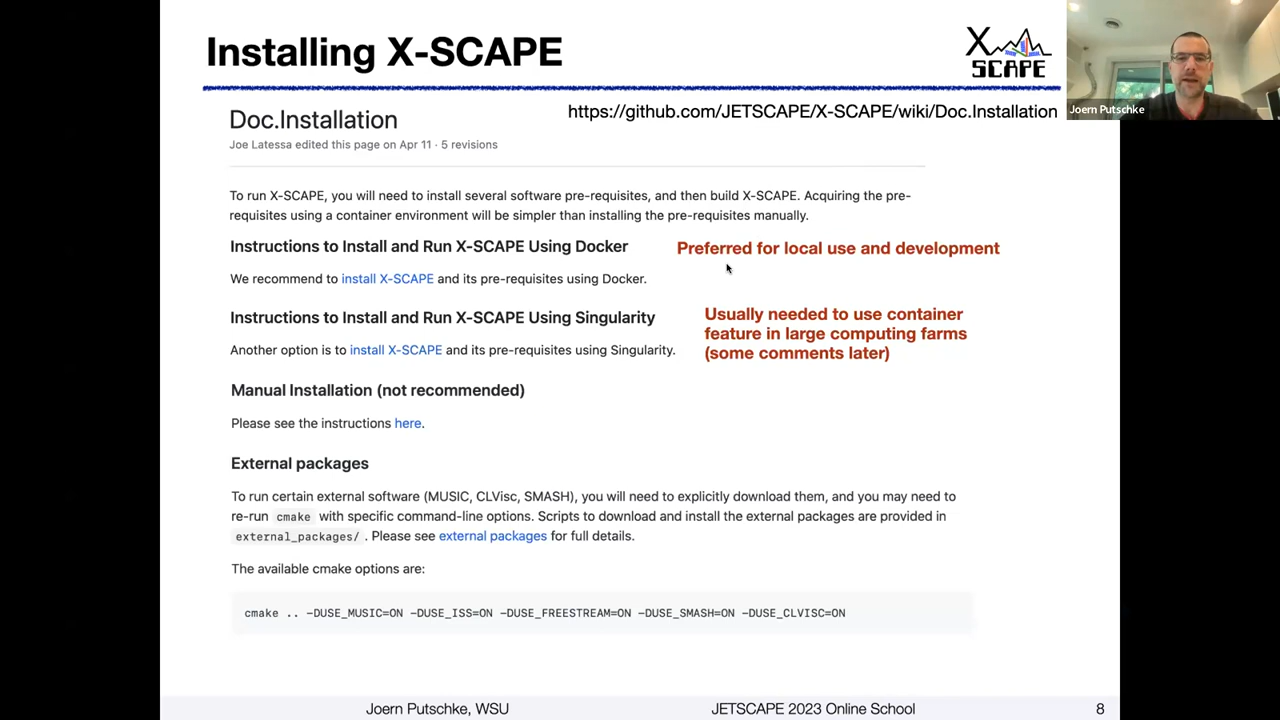 Installing X-SCAPE
X
SCAPE
Joern Putschke
https://github.com/JETSCAPE/X-SCAPE/wiki/Doc.Installation
Doc.Installation
Joe Latessa edited this page on Apr 11 · 5 revisions
To run X-SCAPE, you will need to install several software pre-requisites, and then build X-SCAPE. Acquiring the pre-
requisites using a container environment will be simpler than installing the pre-requisites manually.
Instructions to Install and Run X-SCAPE Using Docker
Preferred for local use and development
We recommend to install X-SCAPE and its pre-requisites using Docker.
Instructions to Install and Run X-SCAPE Using Singularity
Usually needed to use container
feature in large computing farms
(some comments later)
Another option is to install X-SCAPE and its pre-requisites using Singularity.
Manual Installation (not recommended)
Please see the instructions here.
External packages
To run certain external software (MUSIC, CLVisc, SMASH), you will need to explicitly download them, and you may need to
re-run cmake with specific command-line options. Scripts to download and install the external packages are provided in
external_packages/ . Please see external packages for full details.
The available cmake options are:
cmake .. -DUSE_MUSIC=ON -DUSE_ISS=ON -DUSE_FREESTREAM=ON -DUSE_SMASH=ON -DUSE_CLVISC=ON
Joern Putschke, WSU
JETSCAPE 2023 Online School
8